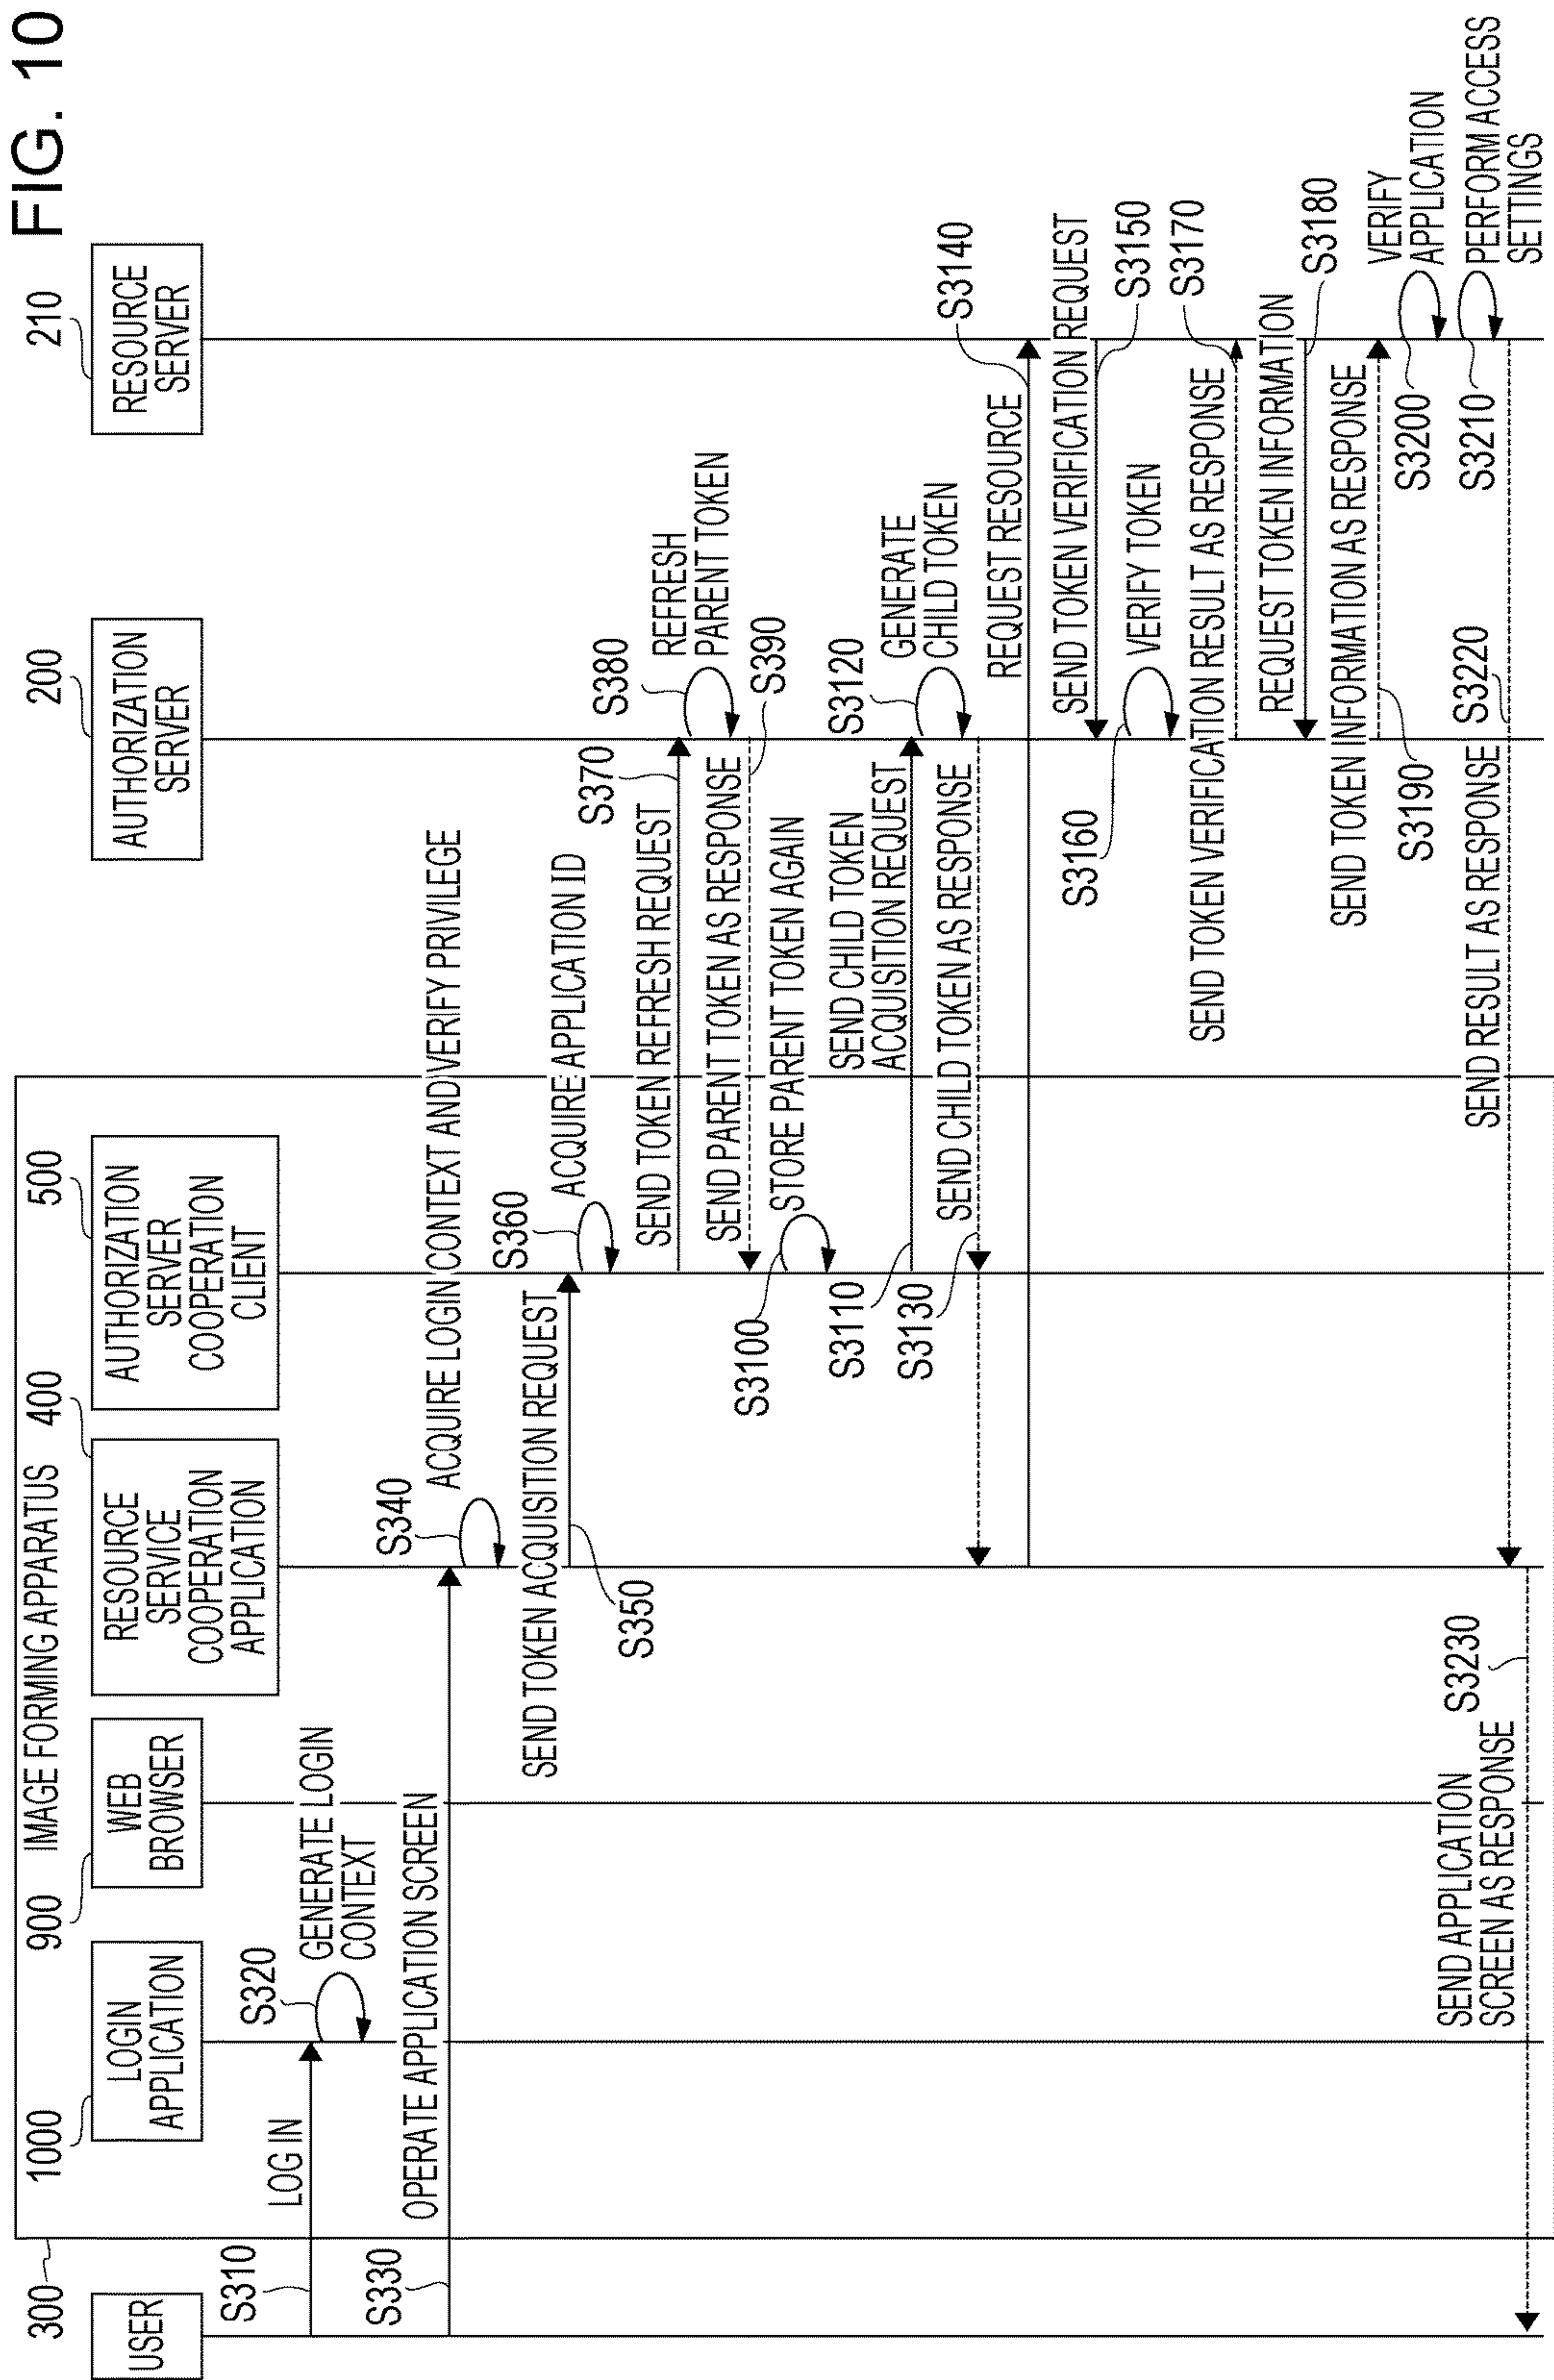 FIG. 10
300
IMAGE FORMING APPARATUS
USER
1000
LOGIN
APPLICATION
900
WEB
BROWSER
400
RESOURCE
SERVICE
COOPERATION
APPLICATION
500
AUTHORIZATION
SERVER
COOPERATION
CLIENT
200
AUTHORIZATION
SERVER
210
RESOURCE
SERVER
S310
LOG IN
S320
GENERATE LOGIN
CONTEXT
S330
OPERATE APPLICATION SCREEN
S340
ACQUIRE LOGIN CONTEXT AND VERIFY PRIVILEGE
SEND TOKEN ACQUISITION REQUEST
S350
S360
ACQUIRE APPLICATION ID
SEND TOKEN REFRESH REQUEST
S370
S380
REFRESH
PARENT TOKEN
SEND PARENT TOKEN AS RESPONSE
S390
S3100
STORE PARENT TOKEN AGAIN
S3110
SEND CHILD TOKEN
ACQUISITION REQUEST
S3120
GENERATE
CHILD TOKEN
S3130
SEND CHILD TOKEN AS RESPONSE
REQUEST RESOURCE
S3140
SEND TOKEN VERIFICATION REQUEST
S3150
S3160
VERIFY TOKEN
SEND TOKEN VERIFICATION RESULT AS RESPONSE
S3170
REQUEST TOKEN INFORMATION
S3180
SEND TOKEN INFORMATION AS RESPONSE
S3190
S3200
VERIFY
APPLICATION
S3210
PERFORM ACCESS
SETTINGS
SEND RESULT AS RESPONSE
S3220
SEND APPLICATION
SCREEN AS RESPONSE
S3230